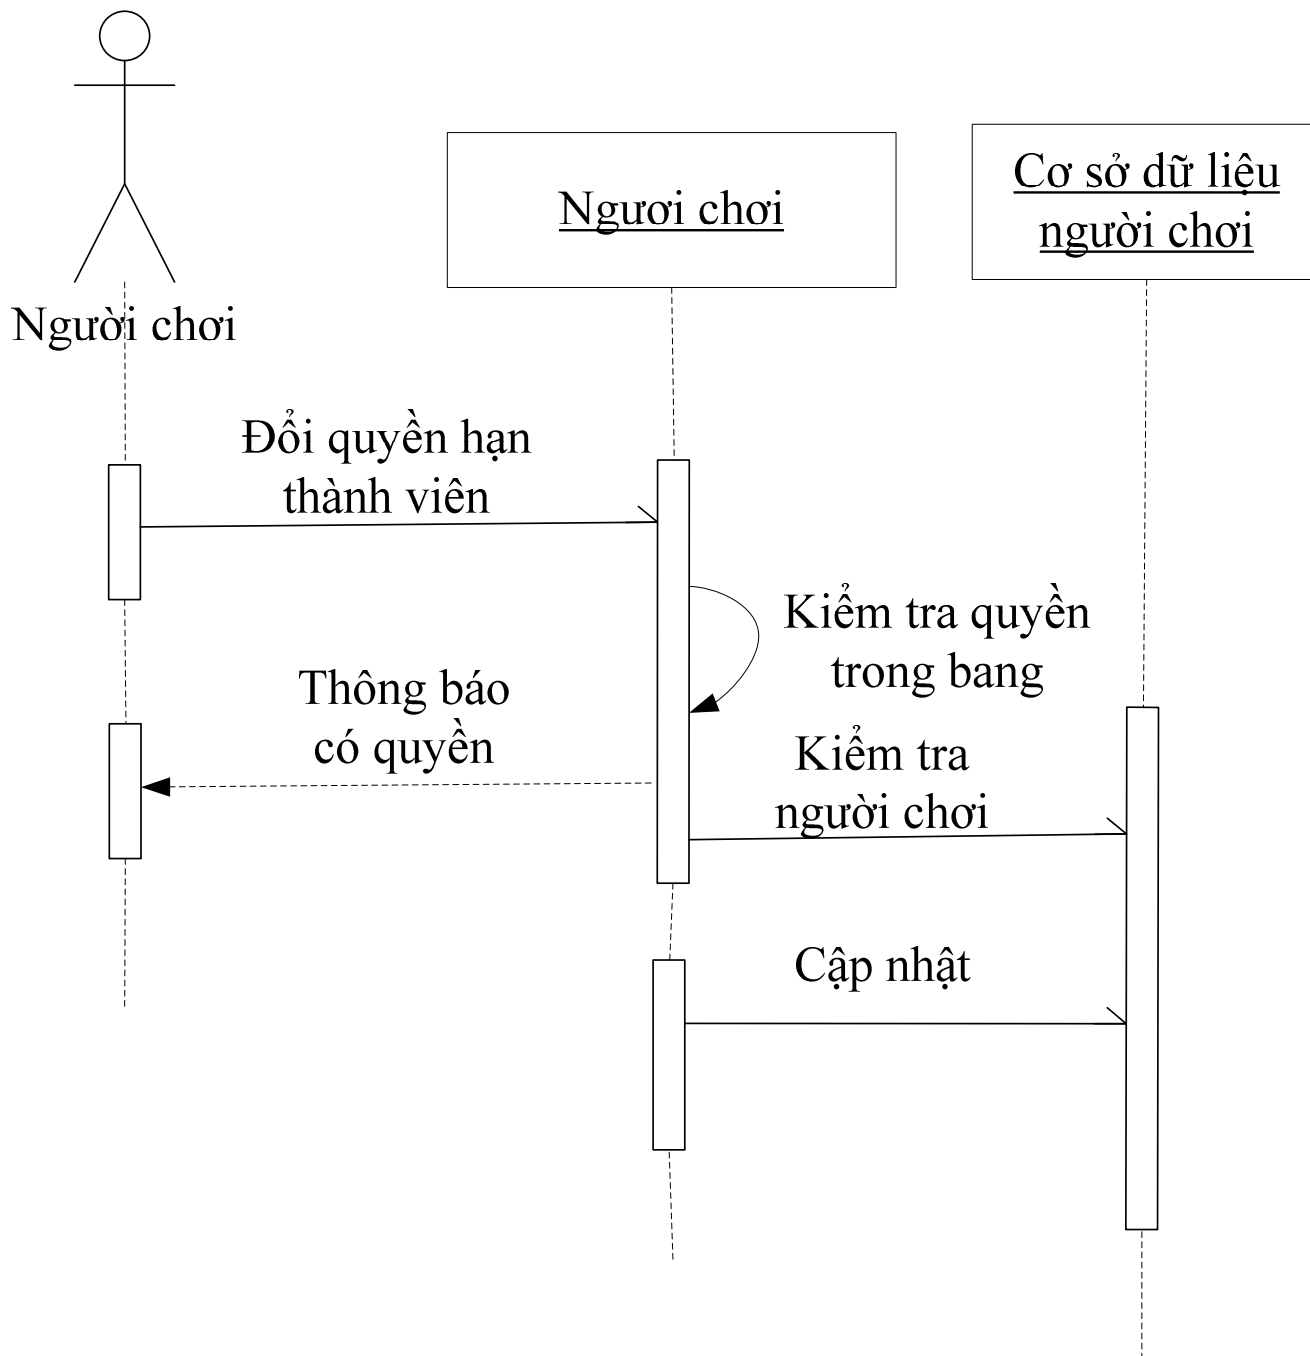 Người chơi
Ngươi chơi
Cơ sở dữ liệu
người chơi
Đổi quyền hạn
thành viên
Kiểm tra quyền
trong bang
Thông báo
có quyền
Kiểm tra
người chơi
Cập nhật